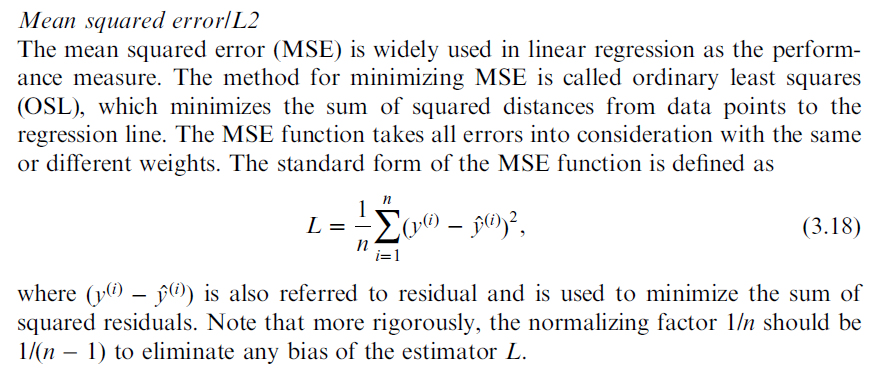 Mean squared error/L2
The mean squared error (MSE) is widely used in linear regression as the perform-
ance measure. The method for minimizing MSE is called ordinary least squares
(OSL), which minimizes the sum of squared distances from data points to the
regression line. The MSE function takes all errors into consideration with the same
or different weights. The standard form of the MSE function is defined as
L = \frac{1}{n} \sum_{i=1}^{n} (y^{(i)} − ŷ^{(i)})^2, (3.18)
where (y^{(i)} − ŷ^{(i)}) is also referred to residual and is used to minimize the sum of
squared residuals. Note that more rigorously, the normalizing factor 1/n should be
1/(n − 1) to eliminate any bias of the estimator L.